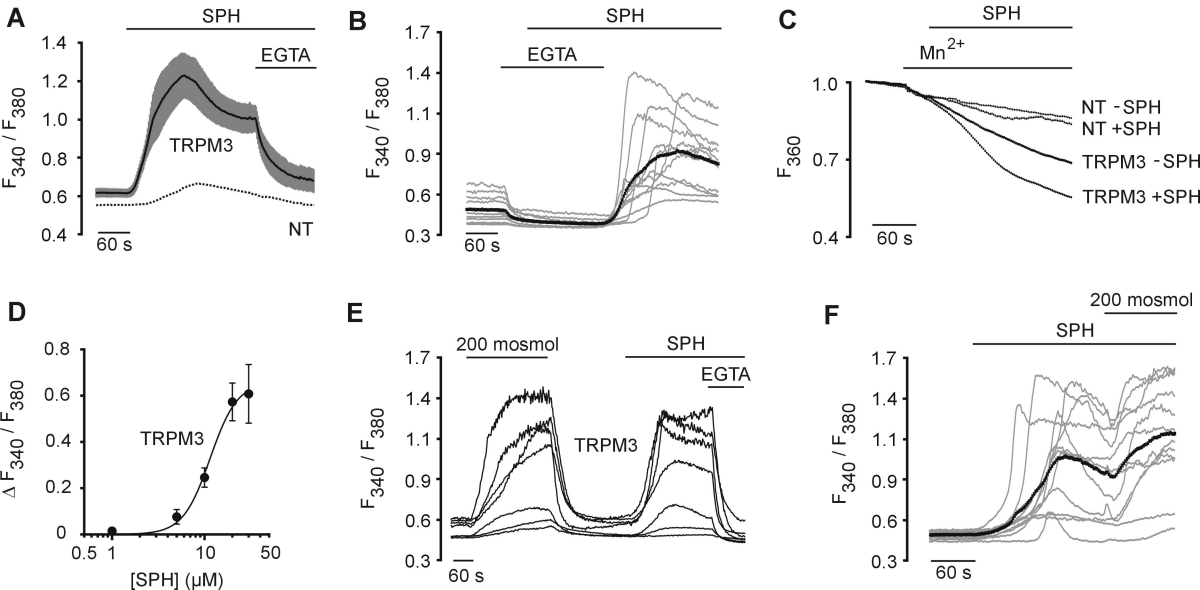 A
SPH
EGTA
1.4
1.2
1.0
0.8
0.6
0.4
F340 / F380
TRPM3
NT
60 s
B
SPH
EGTA
1.7
1.4
1.1
0.9
0.6
0.3
F340 / F380
60 s
C
SPH
Mn2+
1.0
0.7
0.4
F360
NT -SPH
NT +SPH
TRPM3 -SPH
TRPM3 +SPH
60 s
D
0.8
0.6
0.4
0.2
0
Δ F340 / F380
TRPM3
0.5 1 10 50
[SPH] (µM)
E
200 mosmol
SPH
EGTA
1.7
1.4
1.1
0.9
0.6
0.3
F340 / F380
TRPM3
60 s
F
200 mosmol
SPH
1.7
1.4
1.1
0.9
0.6
0.3
F340 / F380
60 s